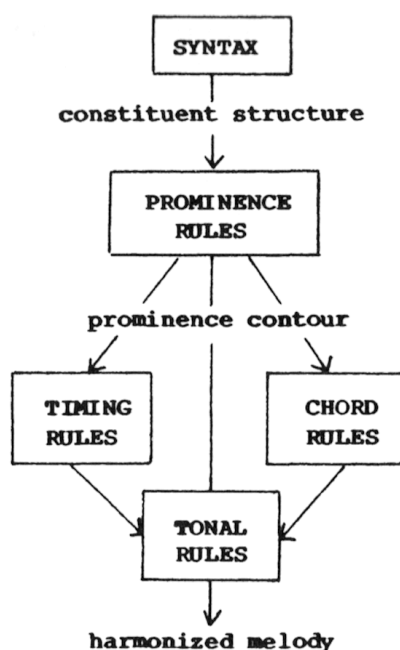 SYNTAX
constituent structure
PROMINENCE
RULES
prominence contour
TIMING
RULES
CHORD
RULES
TONAL
RULES
harmonized melody